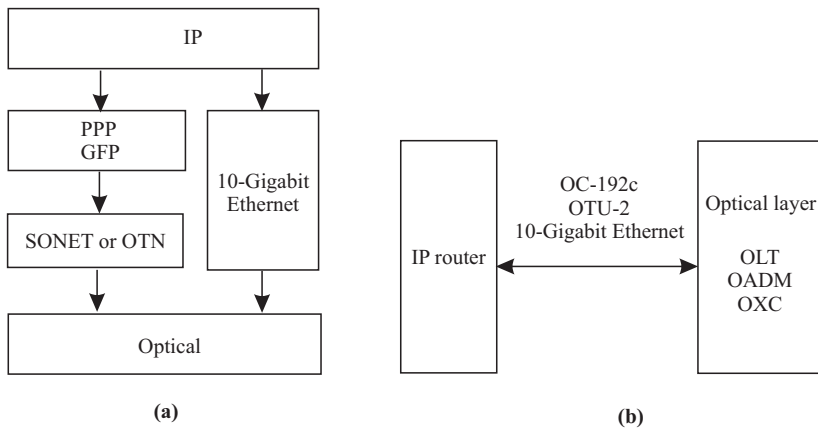 IP
PPP
GFP
10-Gigabit
Ethernet
SONET or OTN
Optical
(a)
IP router
OC-192c
OTU-2
10-Gigabit Ethernet
Optical layer
OLT
OADM
OXC
(b)